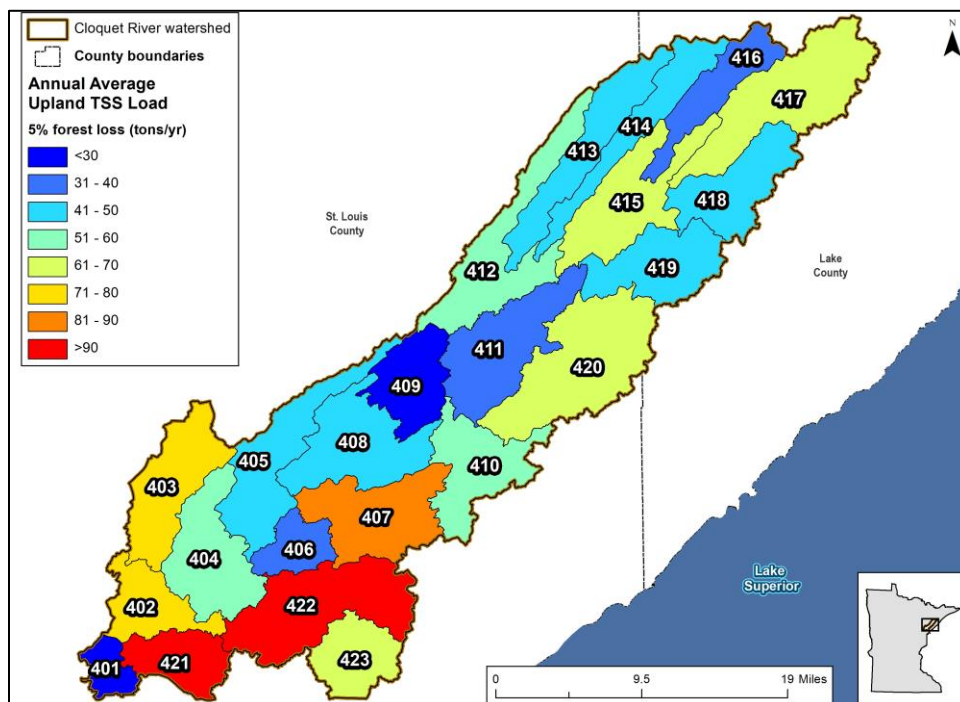 Cloquet River watershed
County boundaries
Annual Average
Upland TSS Load
5% forest loss (tons/yr)
<30
31 - 40
41 - 50
51 - 60
61 - 70
71 - 80
81 - 90
>90
N
416
417
414
413
415
418
St. Louis
County
412
419
Lake
County
411
420
409
408
405
410
403
407
406
404
Lake
Superior
422
402
423
421
401
0 9.5 19 Miles